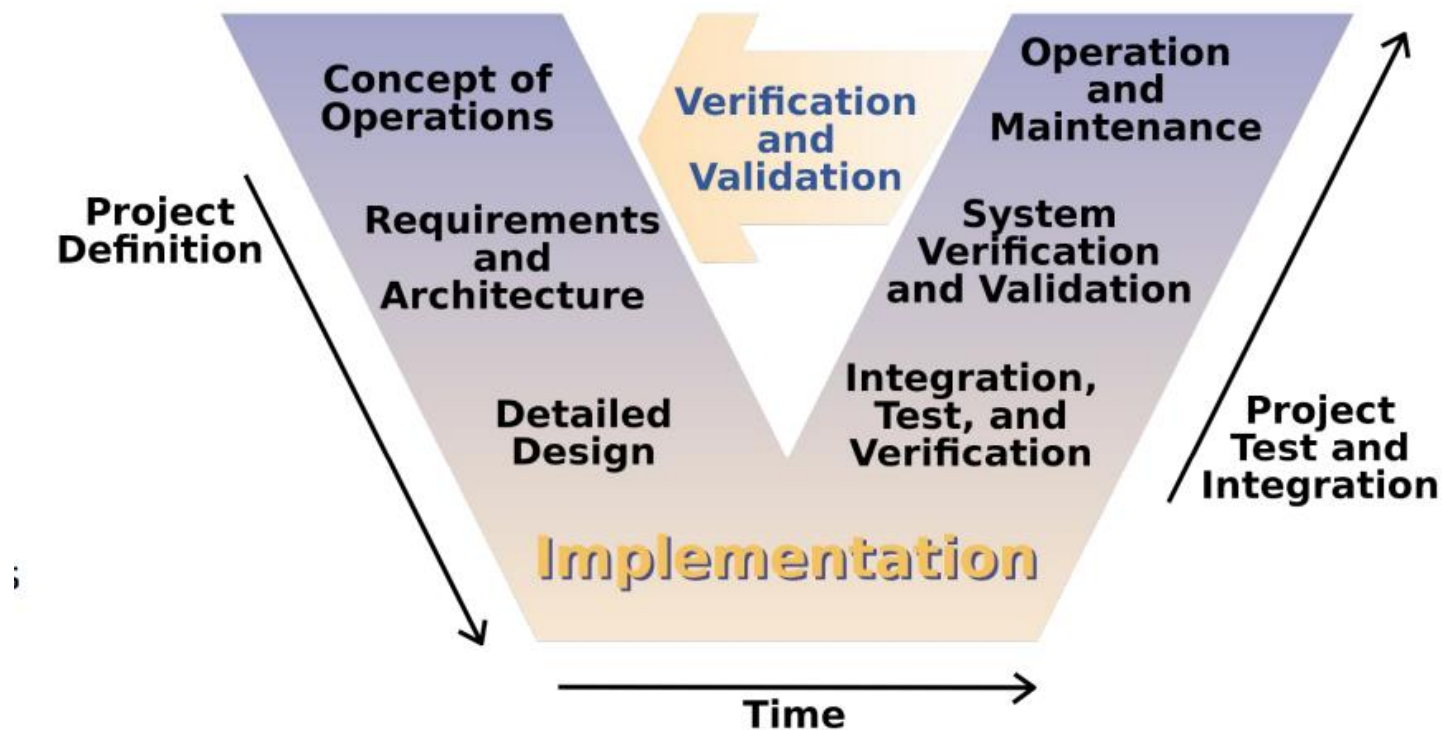 Concept of
Operations
Verification
and
Validation
Operation
and
Maintenance
Project
Definition
Requirements
and
Architecture
System
Verification
and Validation
Detailed
Design
Integration,
Test, and
Verification
Project
Test and
Integration
Implementation
Time